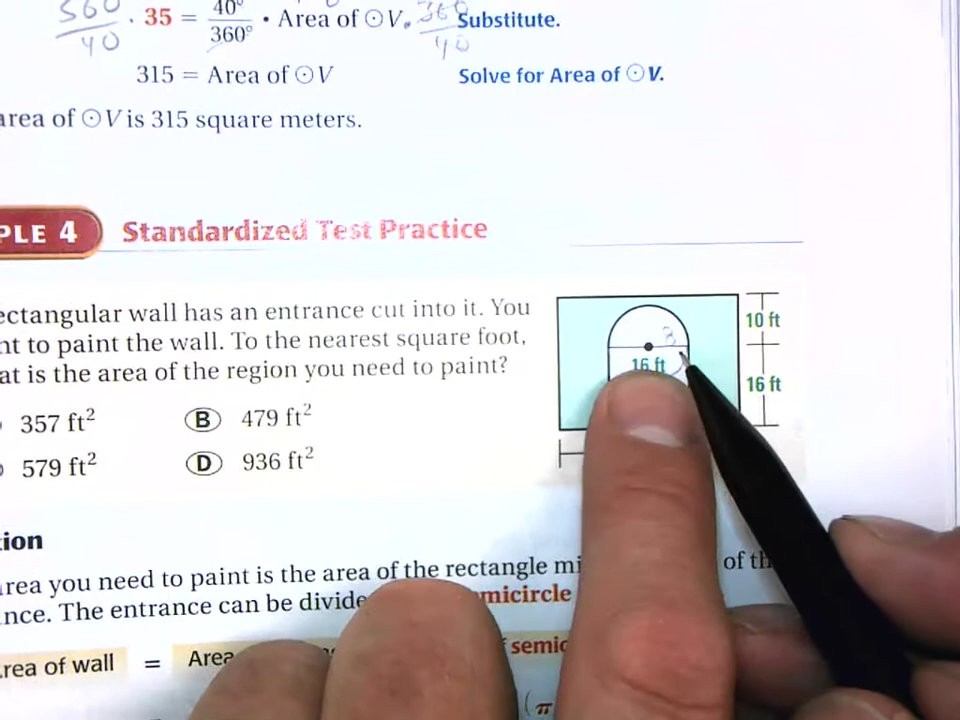 360/40 · 35 = 40°/360° · Area of ⊙V. 360/40 Substitute.
315 = Area of ⊙V Solve for Area of ⊙V.
area of ⊙V is 315 square meters.
PLE 4 Standardized Test Practice
ectangular wall has an entrance cut into it. You
nt to paint the wall. To the nearest square foot,
at is the area of the region you need to paint?
357 ft² B 479 ft²
579 ft² D 936 ft²
8
10 ft
16 ft
16 ft
tion
rea you need to paint is the area of the rectangle mi of th
nce. The entrance can be divide micircle
rea of wall = Area semic
(π